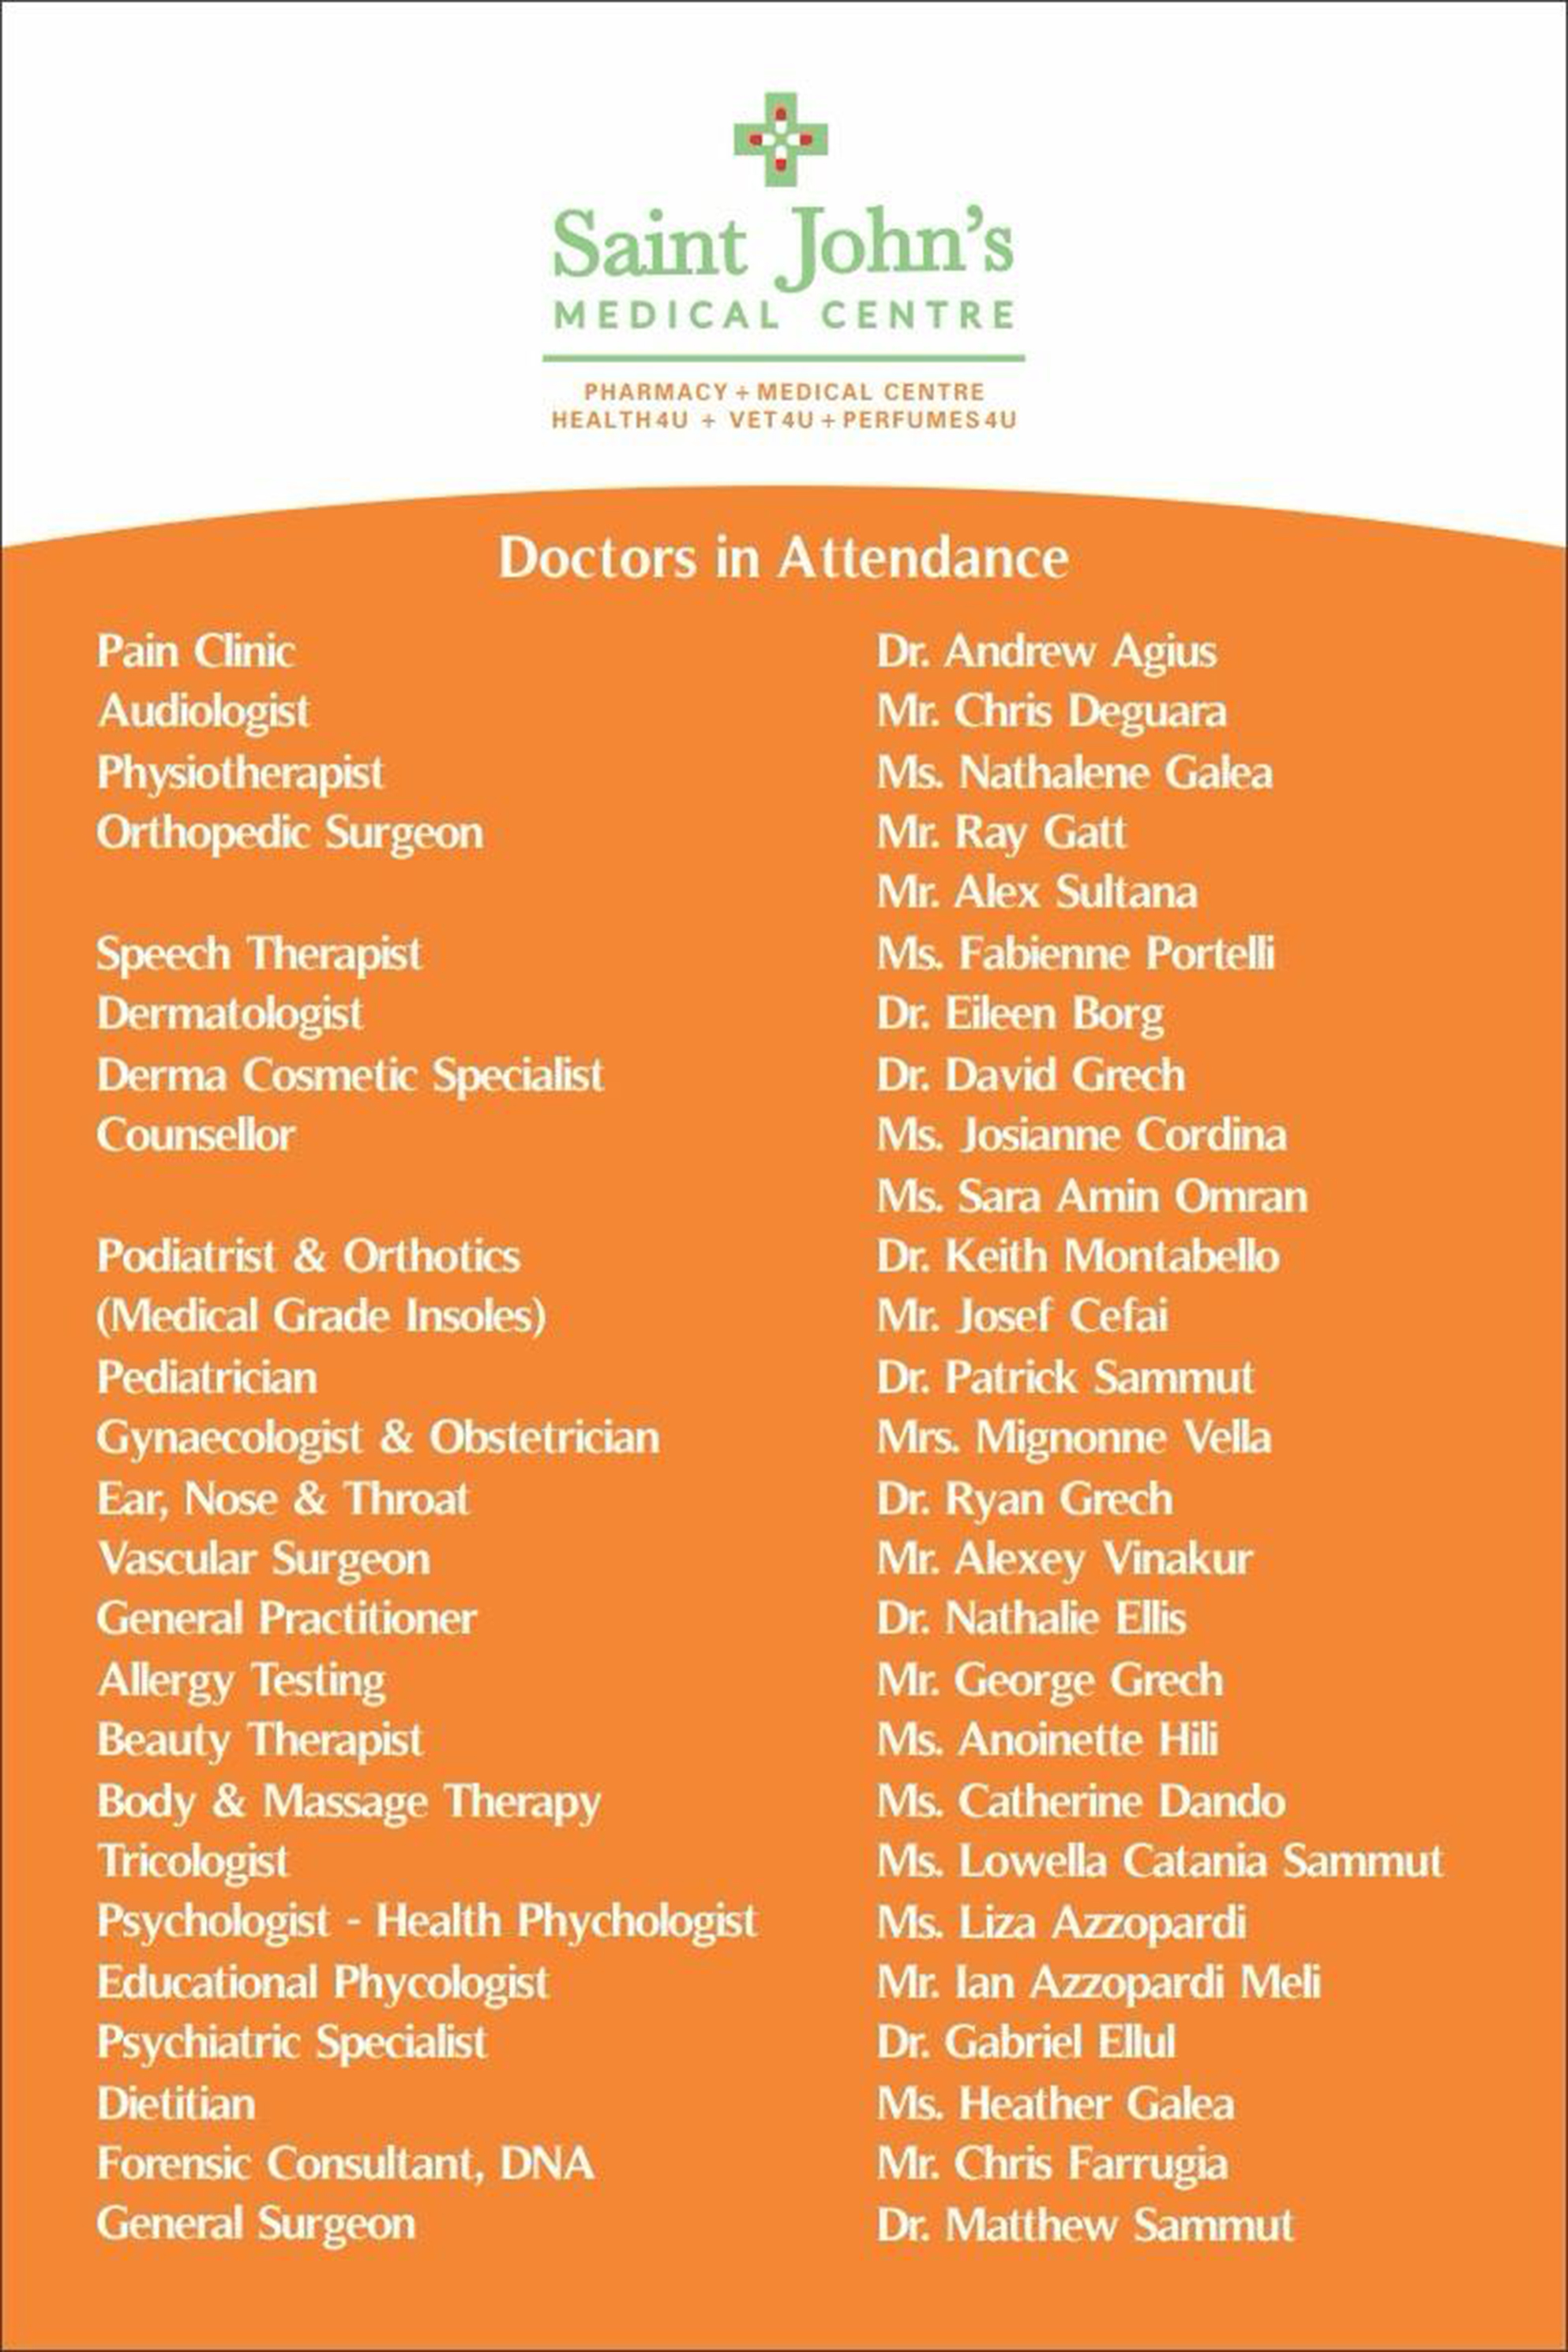 Saint John's
MEDICAL CENTRE
PHARMACY + MEDICAL CENTRE
HEALTH4U + VET4U + PERFUMES4U
Doctors in Attendance
Pain Clinic Dr. Andrew Agius
Audiologist Mr. Chris Deguara
Physiotherapist Ms. Nathalene Galea
Orthopedic Surgeon Mr. Ray Gatt
Mr. Alex Sultana
Speech Therapist Ms. Fabienne Portelli
Dermatologist Dr. Eileen Borg
Derma Cosmetic Specialist Dr. David Grech
Counsellor Ms. Josianne Cordina
Ms. Sara Amin Omran
Podiatrist & Orthotics Dr. Keith Montabello
(Medical Grade Insoles) Mr. Josef Cefai
Pediatrician Dr. Patrick Sammut
Gynaecologist & Obstetrician Mrs. Mignonne Vella
Ear, Nose & Throat Dr. Ryan Grech
Vascular Surgeon Mr. Alexey Vinakur
General Practitioner Dr. Nathalie Ellis
Allergy Testing Mr. George Grech
Beauty Therapist Ms. Anoinette Hili
Body & Massage Therapy Ms. Catherine Dando
Tricologist Ms. Lowella Catania Sammut
Psychologist - Health Phychologist Ms. Liza Azzopardi
Educational Phycologist Mr. Ian Azzopardi Meli
Psychiatric Specialist Dr. Gabriel Ellul
Dietitian Ms. Heather Galea
Forensic Consultant, DNA Mr. Chris Farrugia
General Surgeon Dr. Matthew Sammut